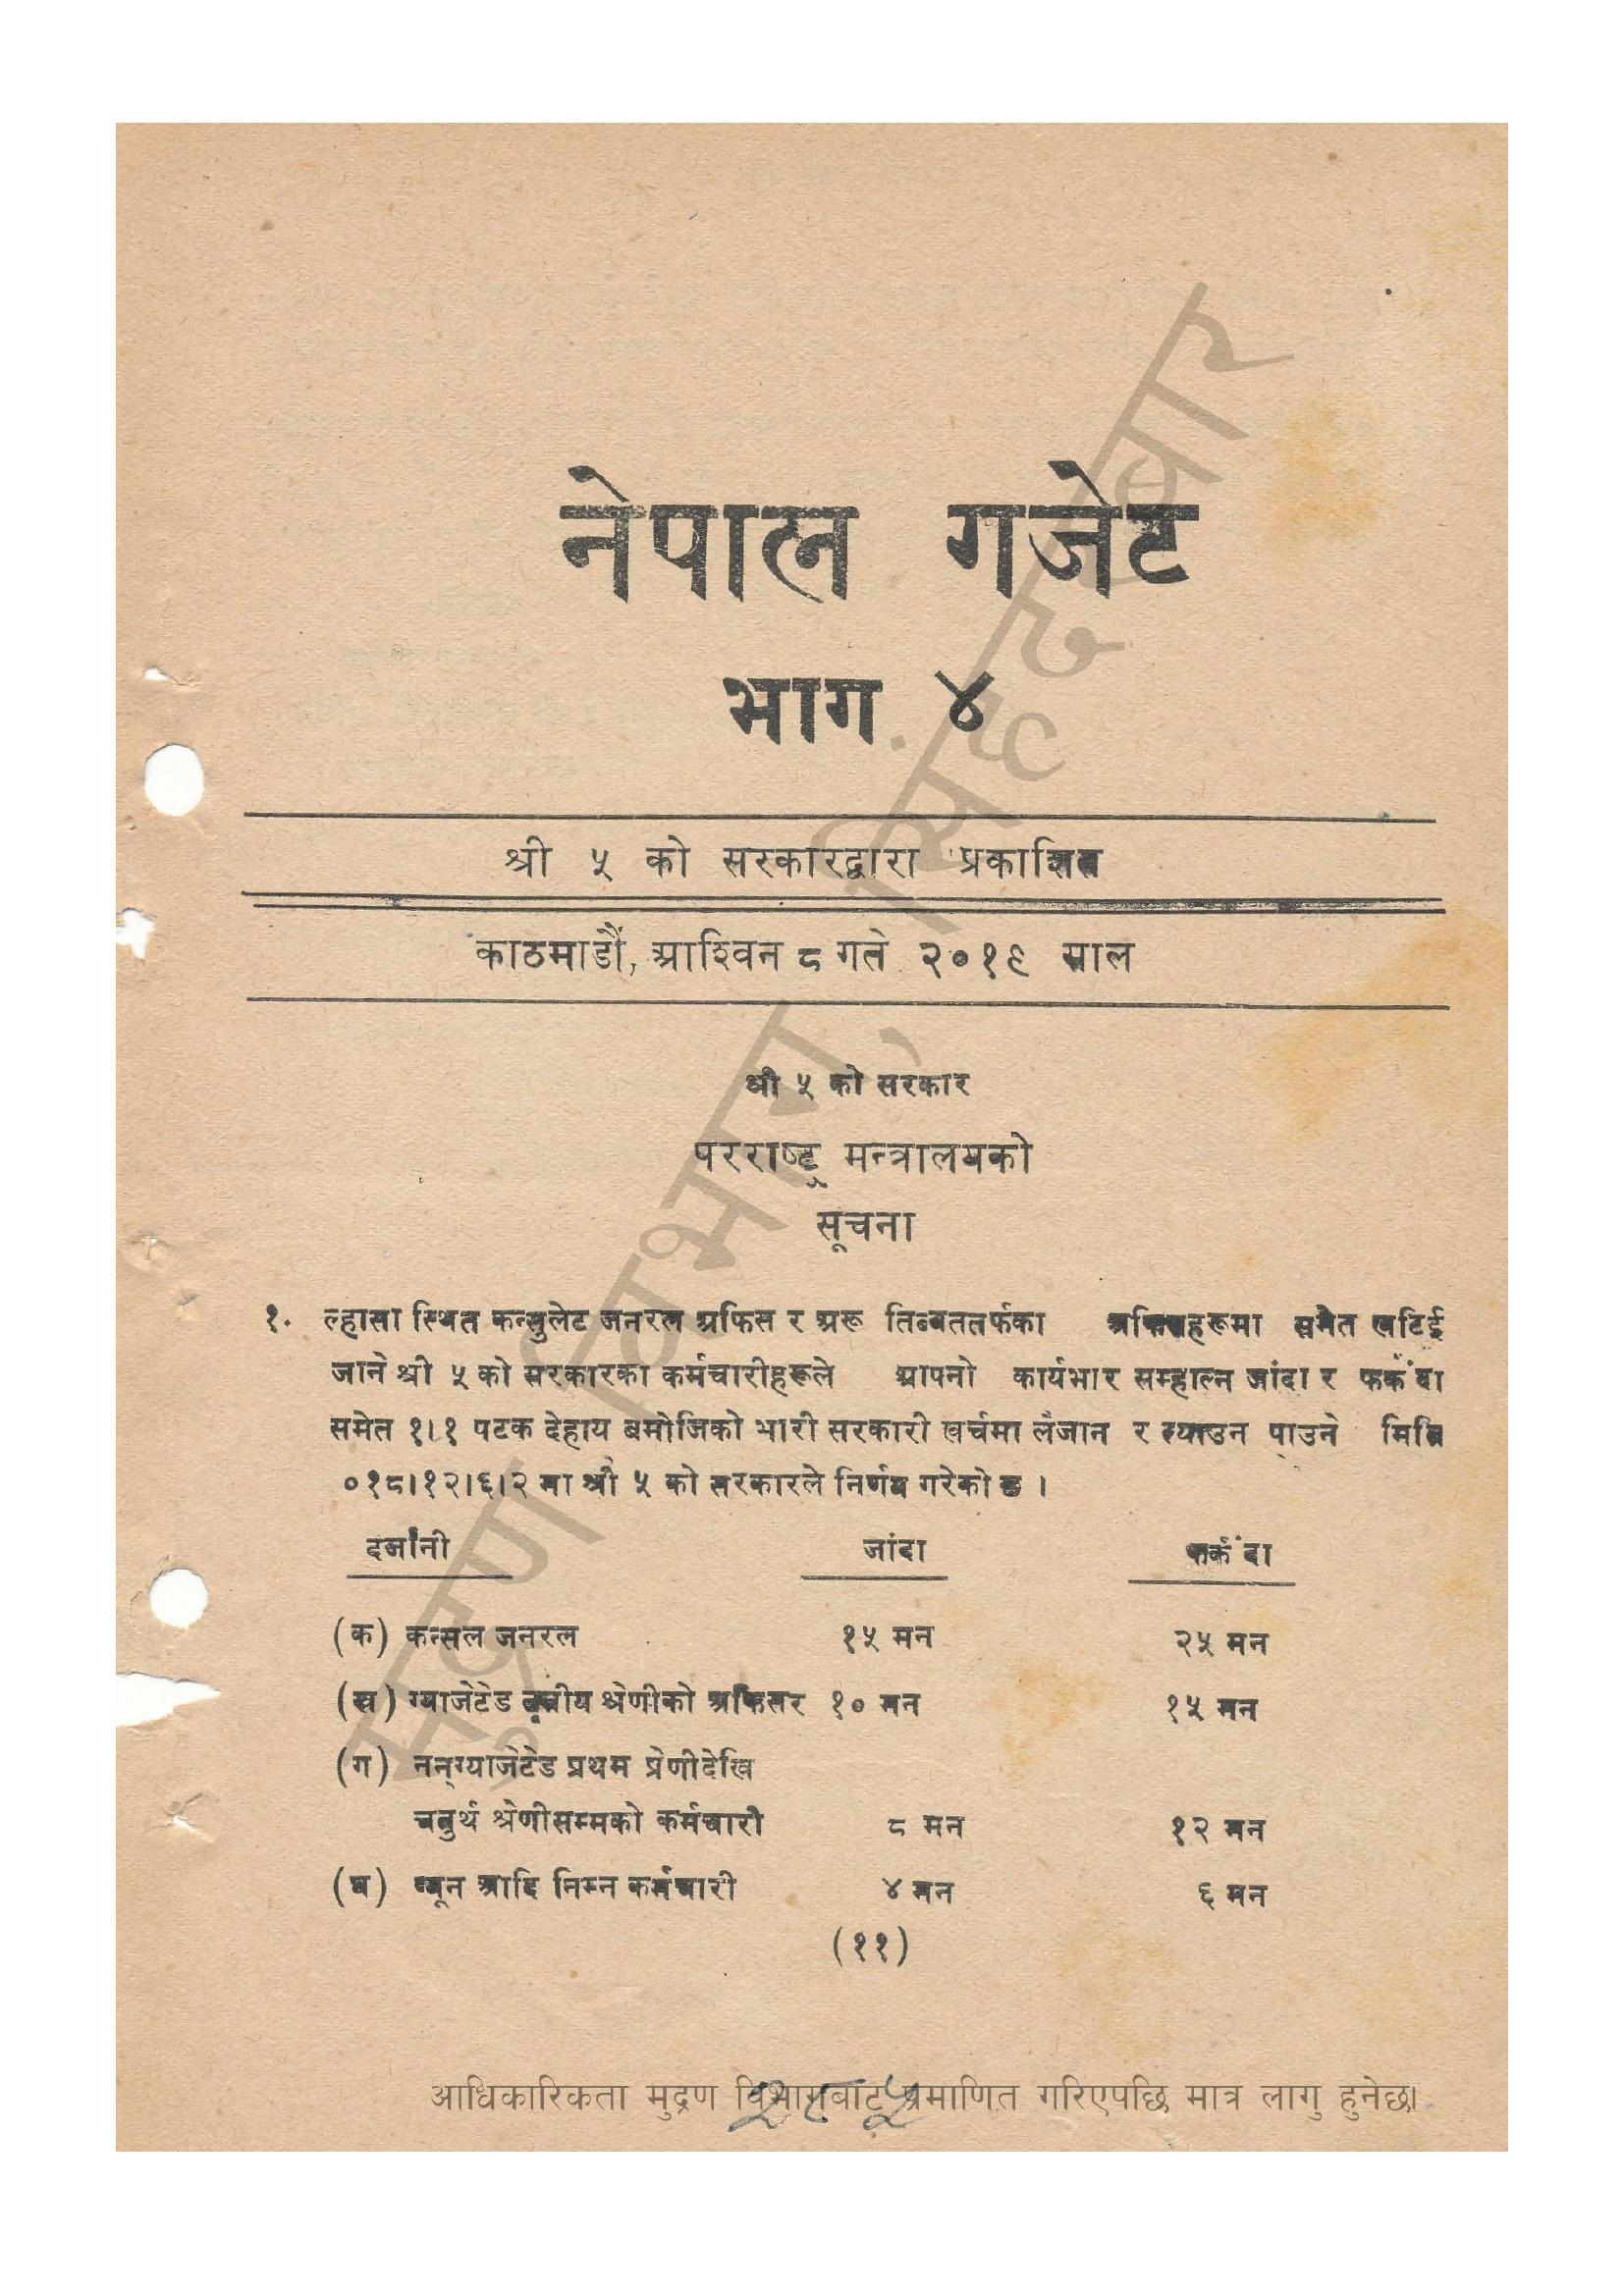 नेपाल गजेट
भाग ४
श्री ५ को सरकारद्वारा प्रकाशित
काठमाडौं, आश्विन ८ गते २०१९ साल
श्री ५ को सरकार
परराष्ट्र मन्त्रालयको
सूचना
१. ल्हासा स्थित कन्सुलेट जनरल अफिस र अरू तिब्बततर्फका अफिसहरूमा समेत खटिई
जाने श्री ५ को सरकारका कर्मचारीहरूले आपनो कार्यभार सम्हाल्न जांदा र फर्कंदा
समेत १।१ पटक देहाय बमोजिको भारी सरकारी खर्चमा लैजान र ल्याउन पाउने मिति
०१८।१२।६।२ मा श्री ५ को सरकारले निर्णय गरेको छ ।
दर्जानी जांदा फर्कंदा
(क) कन्सल जनरल १५ मन २५ मन
(ख) ग्याजेटेड तृतीय श्रेणीको अफिसर १० मन १५ मन
(ग) नन्ग्याजेटेड प्रथम श्रेणीदेखि
चतुर्थ श्रेणीसम्मको कर्मचारी ८ मन १२ मन
(घ) प्यून आदि निम्न कर्मचारी ४ मन ६ मन
(११)
आधिकारिकता मुद्रण विभागबाट प्रमाणित गरिएपछि मात्र लागु हुनेछ।
२८५
मुद्रण विभाग, सिंहदरबार